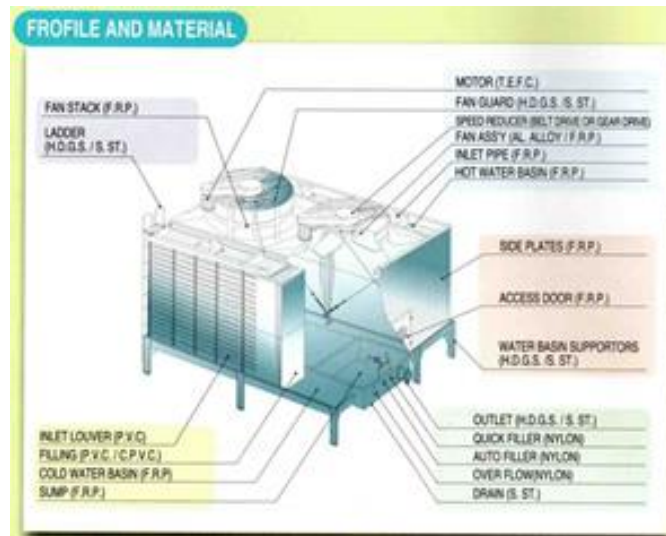 FROFILE AND MATERIAL
FAN STACK (F.R.P.)
LADDER
(H.D.G.S. / S. ST.)
MOTOR (T.E.F.C.)
FAN GUARD (H.D.G.S. /S. ST.)
SPEED REDUCER (BELT DRIVE OR GEAR DRIVE)
FAN ASS'Y (AL. ALLOY / F.R.P.)
INLET PIPE (F.R.P.)
HOT WATER BASIN (F.R.P.)
SIDE PLATES (F.R.P.)
ACCESS DOOR (F.R.P.)
WATER BASIN SUPPORTORS
(H.D.G.S. /S. ST.)
INLET LOUVER (P.V.C)
FILLING (P.V.C. / C.P.V.C.)
COLD WATER BASIN (F.R.P)
SUMP (F.R.P.)
OUTLET (H.D.G.S. / S. ST.)
QUICK FILLER (NYLON)
AUTO FILLER (NYLON)
OVER FLOW(NYLON)
DRAIN (S. ST.)